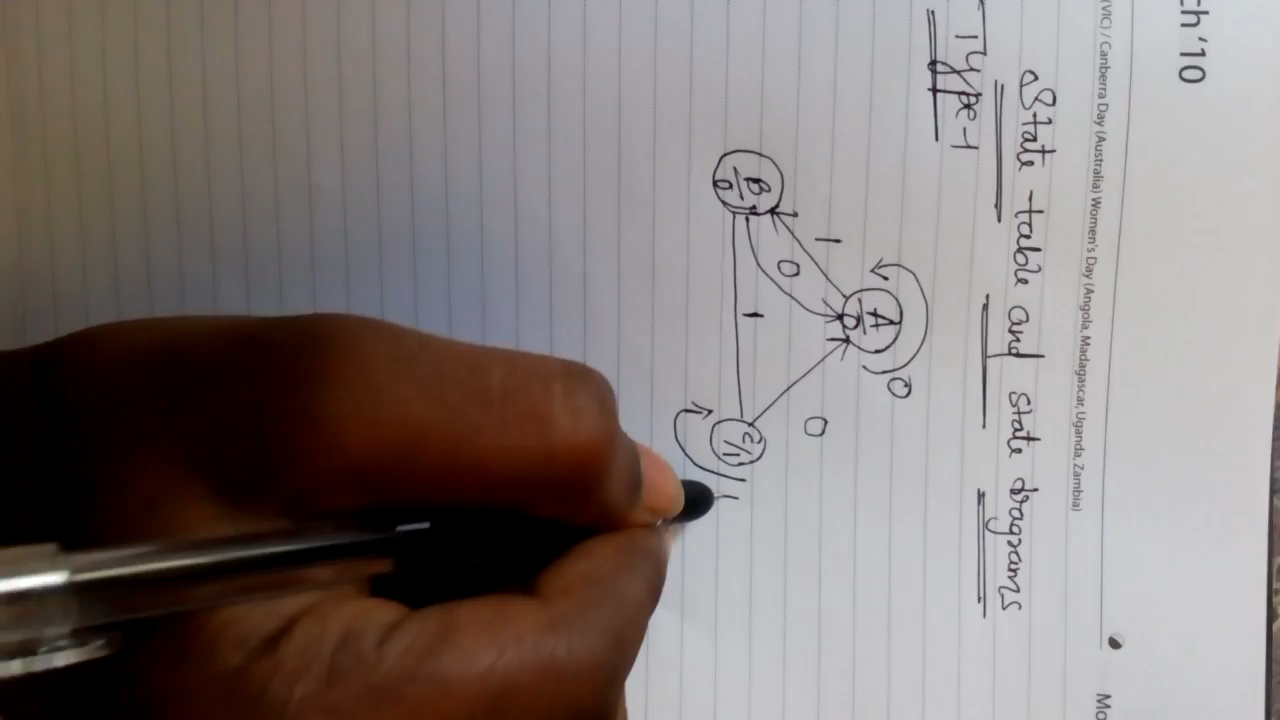 ch '10
(VIC) / Canberra Day (Australia) Women's Day (Angola, Madagascar, Uganda, Zambia)
Mo
State table and state diagrams
Type-1
0
A
0
1
0
0
B
0
1
C/1
1